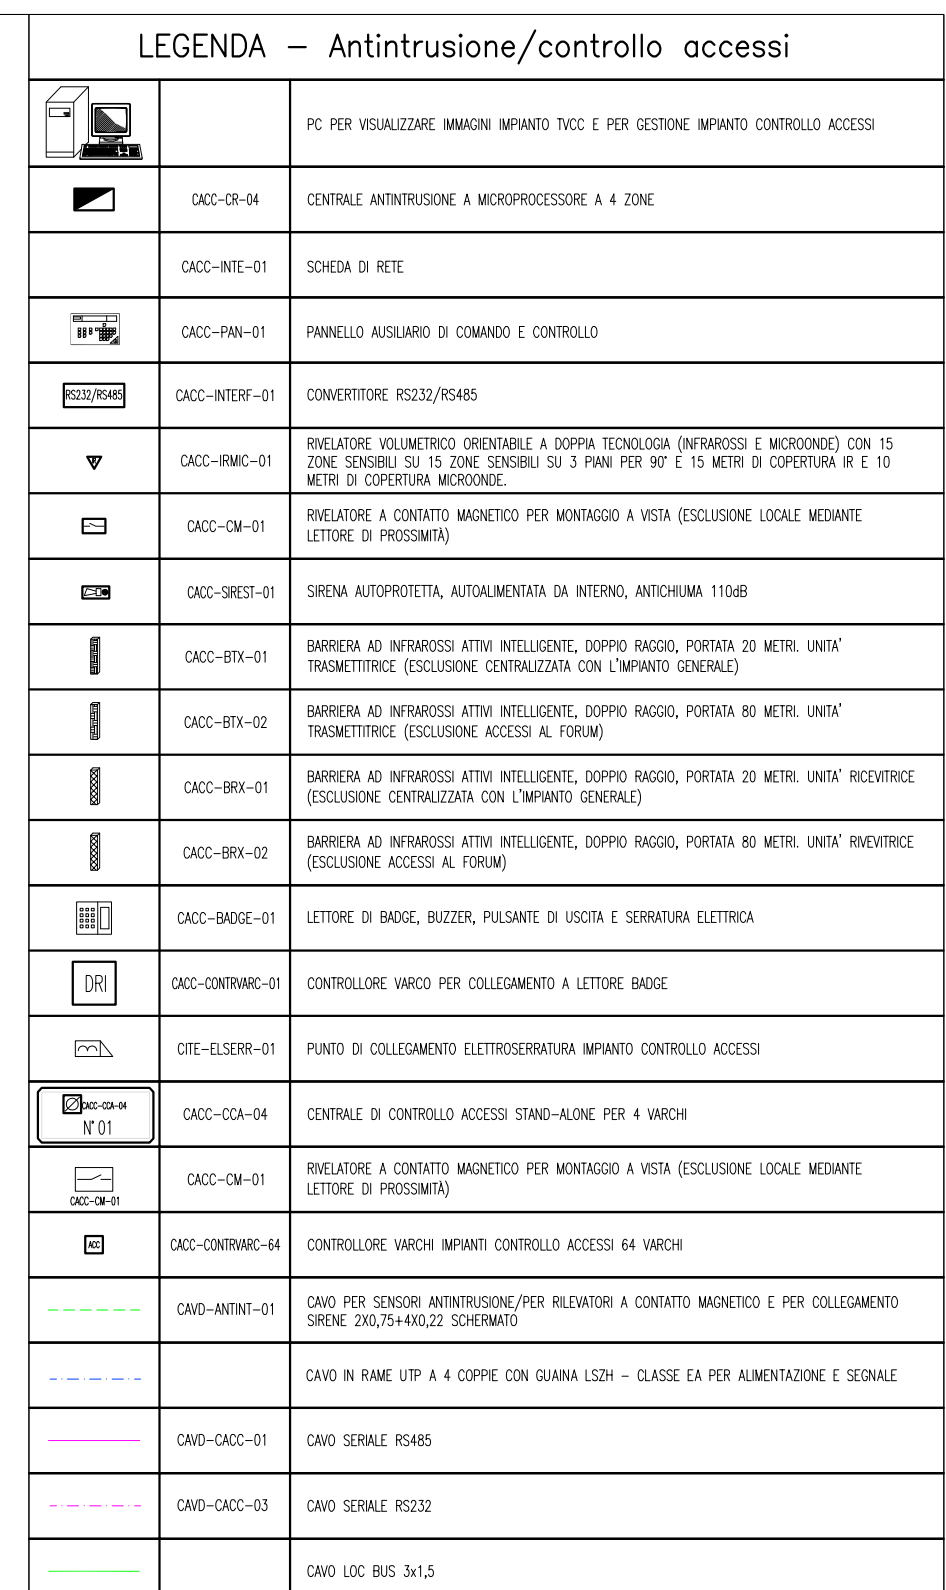 LEGENDA – Antintrusione/controllo accessi
PC PER VISUALIZZARE IMMAGINI IMPIANTO TVCC E PER GESTIONE IMPIANTO CONTROLLO ACCESSI
CACC-CR-04 CENTRALE ANTINTRUSIONE A MICROPROCESSORE A 4 ZONE
CACC-INTE-01 SCHEDA DI RETE
CACC-PAN-01 PANNELLO AUSILIARIO DI COMANDO E CONTROLLO
RS232/RS485 CACC-INTERF-01 CONVERTITORE RS232/RS485
CACC-IRMIC-01 RIVELATORE VOLUMETRICO ORIENTABILE A DOPPIA TECNOLOGIA (INFRAROSSI E MICROONDE) CON 15
ZONE SENSIBILI SU 15 ZONE SENSIBILI SU 3 PIANI PER 90° E 15 METRI DI COPERTURA IR E 10
METRI DI COPERTURA MICROONDE.
CACC-CM-01 RIVELATORE A CONTATTO MAGNETICO PER MONTAGGIO A VISTA (ESCLUSIONE LOCALE MEDIANTE
LETTORE DI PROSSIMITÀ)
CACC-SIREST-01 SIRENA AUTOPROTETTA, AUTOALIMENTATA DA INTERNO, ANTICHIUMA 110dB
CACC-BTX-01 BARRIERA AD INFRAROSSI ATTIVI INTELLIGENTE, DOPPIO RAGGIO, PORTATA 20 METRI. UNITA'
TRASMETTITRICE (ESCLUSIONE CENTRALIZZATA CON L'IMPIANTO GENERALE)
CACC-BTX-02 BARRIERA AD INFRAROSSI ATTIVI INTELLIGENTE, DOPPIO RAGGIO, PORTATA 80 METRI. UNITA'
TRASMETTITRICE (ESCLUSIONE ACCESSI AL FORUM)
CACC-BRX-01 BARRIERA AD INFRAROSSI ATTIVI INTELLIGENTE, DOPPIO RAGGIO, PORTATA 20 METRI. UNITA' RICEVITRICE
(ESCLUSIONE CENTRALIZZATA CON L'IMPIANTO GENERALE)
CACC-BRX-02 BARRIERA AD INFRAROSSI ATTIVI INTELLIGENTE, DOPPIO RAGGIO, PORTATA 80 METRI. UNITA' RIVEVITRICE
(ESCLUSIONE ACCESSI AL FORUM)
CACC-BADGE-01 LETTORE DI BADGE, BUZZER, PULSANTE DI USCITA E SERRATURA ELETTRICA
DRI CACC-CONTRVARC-01 CONTROLLORE VARCO PER COLLEGAMENTO A LETTORE BADGE
CITE-ELSERR-01 PUNTO DI COLLEGAMENTO ELETTROSERRATURA IMPIANTO CONTROLLO ACCESSI
CACC-CCA-04
N°01
CACC-CCA-04 CENTRALE DI CONTROLLO ACCESSI STAND-ALONE PER 4 VARCHI
CACC-CM-01
CACC-CM-01 RIVELATORE A CONTATTO MAGNETICO PER MONTAGGIO A VISTA (ESCLUSIONE LOCALE MEDIANTE
LETTORE DI PROSSIMITÀ)
ACC CACC-CONTRVARC-64 CONTROLLORE VARCHI IMPIANTI CONTROLLO ACCESSI 64 VARCHI
CAVD-ANTINT-01 CAVO PER SENSORI ANTINTRUSIONE/PER RILEVATORI A CONTATTO MAGNETICO E PER COLLEGAMENTO
SIRENE 2X0,75+4X0,22 SCHERMATO
CAVO IN RAME UTP A 4 COPPIE CON GUAINA LSZH – CLASSE EA PER ALIMENTAZIONE E SEGNALE
CAVD-CACC-01 CAVO SERIALE RS485
CAVD-CACC-03 CAVO SERIALE RS232
CAVO LOC BUS 3x1,5